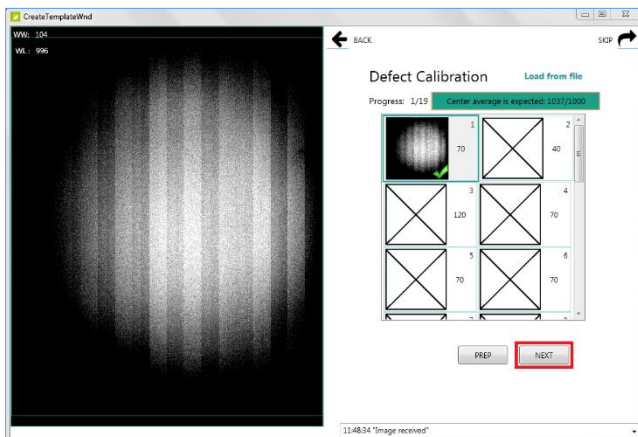 CreateTemplateWnd
WW: 104
WL: 996
BACK
SKIP
Defect Calibration
Load from file
Progress: 1/19
Center average is expected: 1037/1000
1
70
2
40
3
120
4
70
5
70
6
70
PREP
NEXT
11:48:34 "Image received"